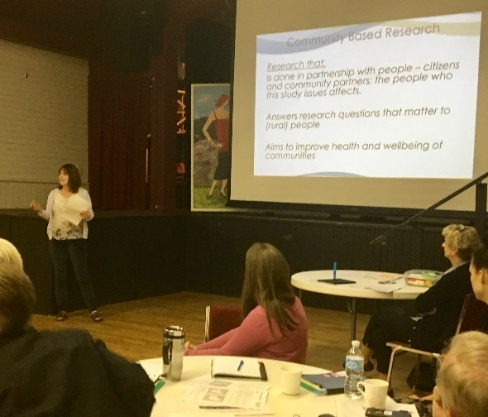 Community Based Research
Research that:
Is done in partnership with people – citizens
and community partners; the people who
this study issues affects.
Answers research questions that matter to
(rural) people
Aims to improve health and wellbeing of
communities